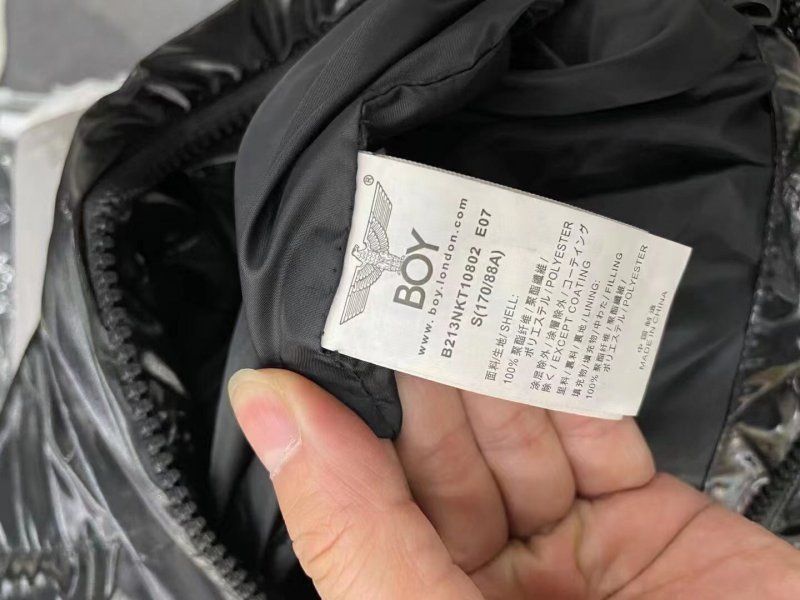 ®
BOY
www.boy.london.com
B213NKT10802 E07
S(170/88A)
面料/生地/SHELL:
100%聚酯纤维/聚酯纖維/
ポリエステル/POLYESTER
涂层除外/塗層除外/コーティング
除く/EXCEPT COATING
里料/裏料/裏地/LINING:
填充物/填充物/中わた/FILLING
100%聚酯纤维/聚酯纖維/
ポリエステル/POLYESTER
中国制造
MADE IN CHINA